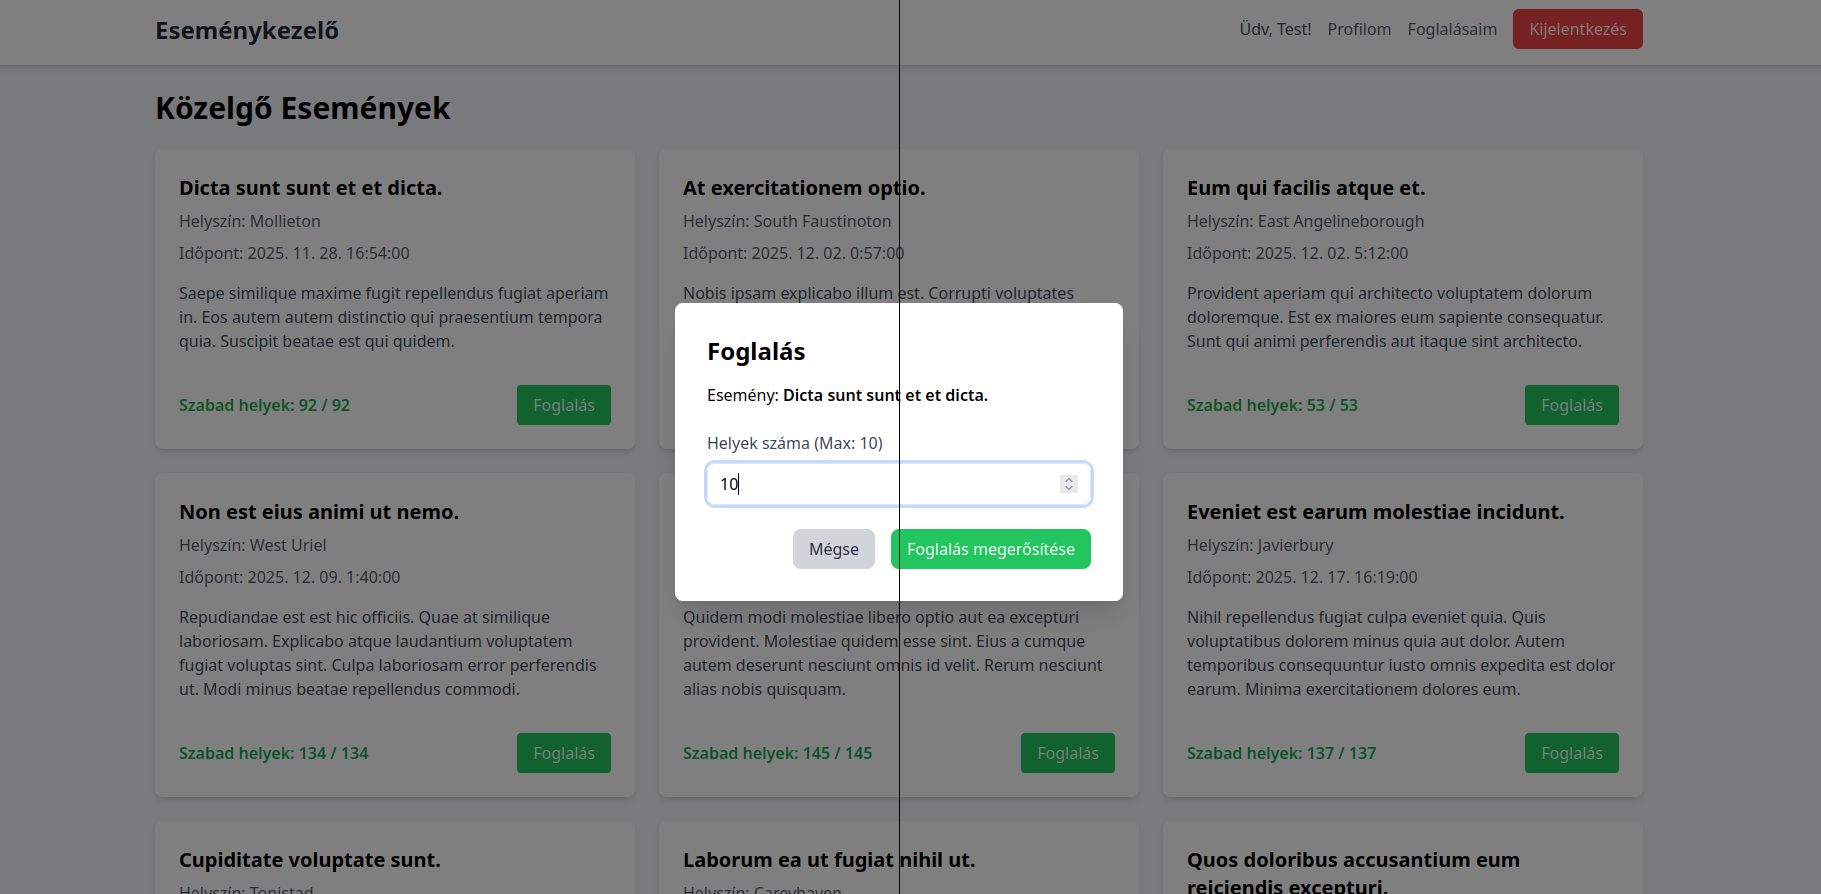 Eseménykezelő
Üdv, Test!
Profilom
Foglalásaim
Kijelentkezés
Közelgő Események
Dicta sunt sunt et et dicta.
Helyszín: Mollieton
Időpont: 2025. 11. 28. 16:54:00
Saepe similique maxime fugit repellendus fugiat aperiam
in. Eos autem autem distinctio qui praesentium tempora
quia. Suscipit beatae est qui quidem.
Szabad helyek: 92 / 92
Foglalás
At exercitationem optio.
Helyszín: South Faustinoton
Időpont: 2025. 12. 02. 0:57:00
Nobis ipsam explicabo illum est. Corrupti voluptates
Eum qui facilis atque et.
Helyszín: East Angelineborough
Időpont: 2025. 12. 02. 5:12:00
Provident aperiam qui architecto voluptatem dolorum
doloremque. Est ex maiores eum sapiente consequatur.
Sunt qui animi perferendis aut itaque sint architecto.
Szabad helyek: 53 / 53
Foglalás
Foglalás
Esemény: Dicta sunt sunt et et dicta.
Helyek száma (Max: 10)
10
Mégse
Foglalás megerősítése
Non est eius animi ut nemo.
Helyszín: West Uriel
Időpont: 2025. 12. 09. 1:40:00
Repudiandae est est hic officiis. Quae at similique
laboriosam. Explicabo atque laudantium voluptatem
fugiat voluptas sint. Culpa laboriosam error perferendis
ut. Modi minus beatae repellendus commodi.
Szabad helyek: 134 / 134
Foglalás
Quidem modi molestiae libero optio aut ea excepturi
provident. Molestiae quidem esse sint. Eius a cumque
autem deserunt nesciunt omnis id velit. Rerum nesciunt
alias nobis quisquam.
Szabad helyek: 145 / 145
Foglalás
Eveniet est earum molestiae incidunt.
Helyszín: Javierbury
Időpont: 2025. 12. 17. 16:19:00
Nihil repellendus fugiat culpa eveniet quia. Quis
voluptatibus dolorem minus quia aut dolor. Autem
temporibus consequuntur iusto omnis expedita est dolor
earum. Minima exercitationem dolores eum.
Szabad helyek: 137 / 137
Foglalás
Cupiditate voluptate sunt.
Helyszín: Tonistad
Laborum ea ut fugiat nihil ut.
Helyszín: Careyhaven
Quos doloribus accusantium eum
reiciendis excepturi.